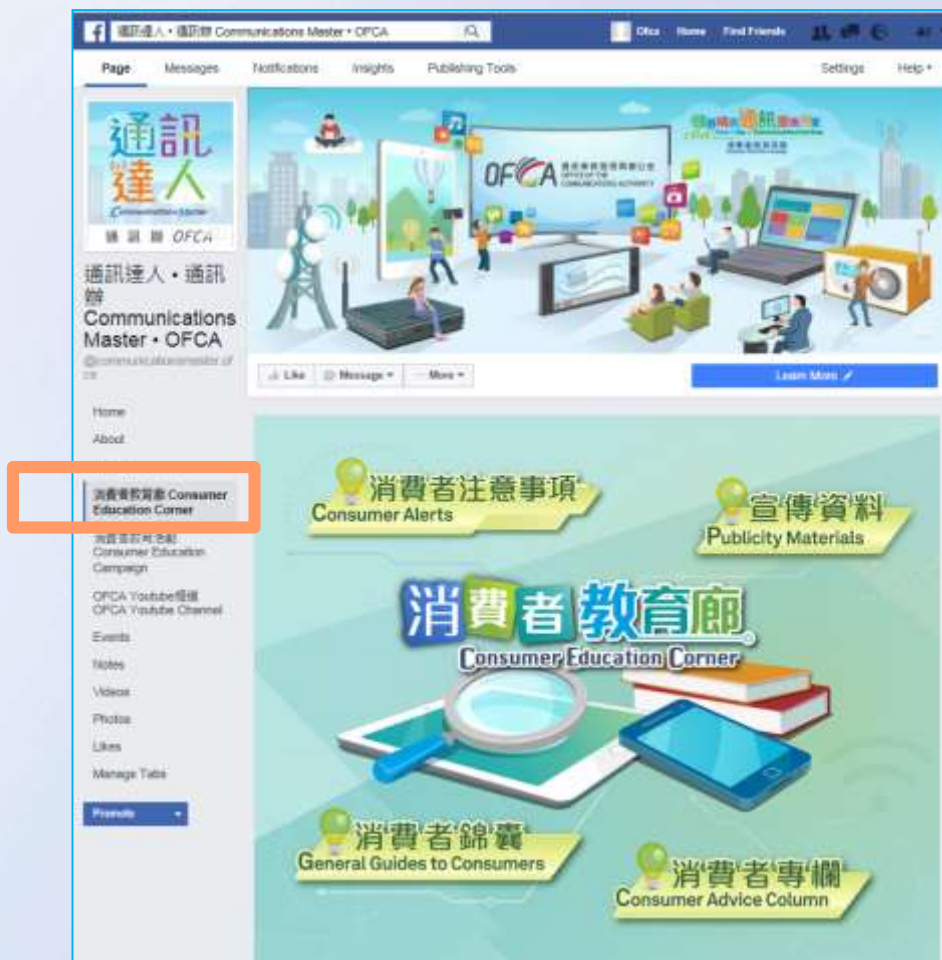 通訊達人・通訊辦 Communications Master • OFCA
Ofca Home Find Friends
Page Messages Notifications Insights Publishing Tools Settings Help
通訊達人
Communications Master
通訊辦 OFCA
OFCA
OFFICE OF THE
COMMUNICATIONS AUTHORITY
通訊達人・通訊
辦
Communications
Master • OFCA
Like Message More
Learn More
Home
About
消費者教育廊 Consumer
Education Corner
Consumer Education
Campaign
OFCA Youtube頻道
OFCA Youtube Channel
Events
Notes
Videos
Photos
Likes
Manage Tabs
Promote
消費者注意事項
Consumer Alerts
宣傳資料
Publicity Materials
消費者教育廊
Consumer Education Corner
消費者錦囊
General Guides to Consumers
消費者專欄
Consumer Advice Column